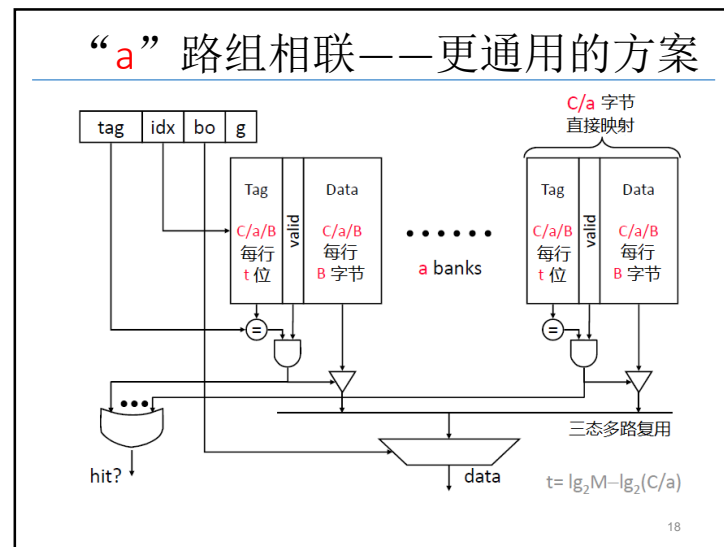 “a”路组相联——更通用的方案
C/a 字节
直接映射
tag idx bo g
Tag valid Data
C/a/B 每行 t 位
C/a/B 每行 B 字节
••••••
a banks
Tag valid Data
C/a/B 每行 t 位
C/a/B 每行 B 字节
=
=
•••
三态多路复用
hit?
data
t= lg₂M–lg₂(C/a)
18